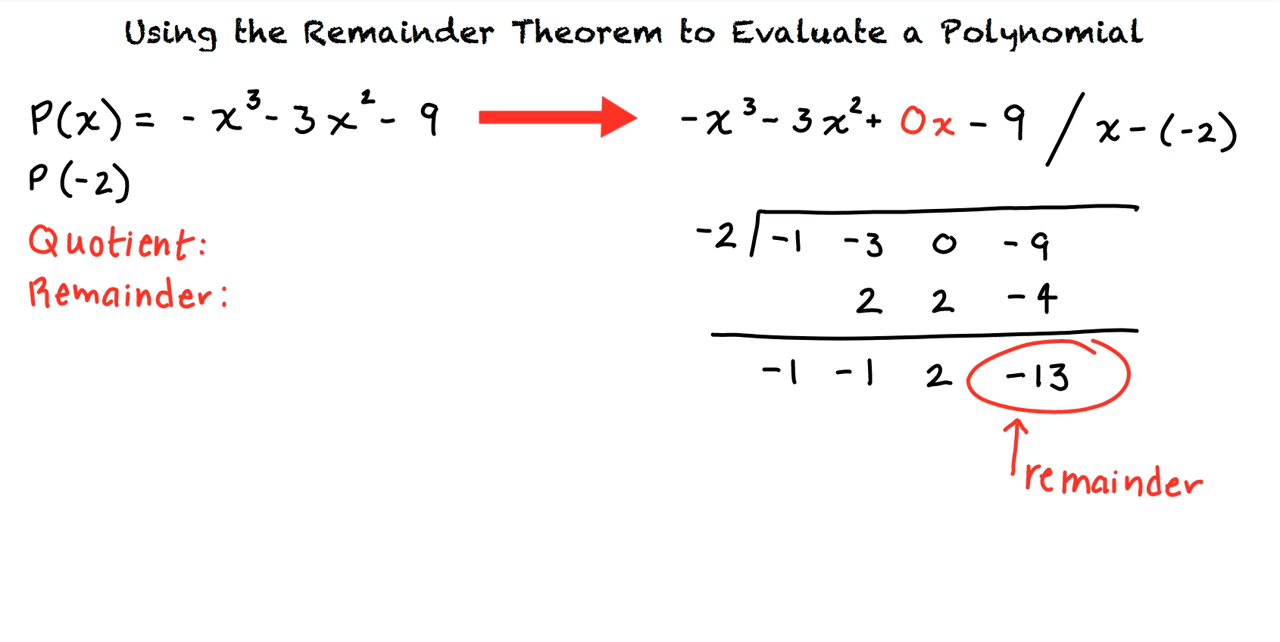 Using the Remainder Theorem to Evaluate a Polynomial
P(x) = - x³ - 3x² - 9
-x³ - 3x² + 0x - 9 / x - (-2)
P(-2)
Quotient:
Remainder:
-2 -1 -3 0 -9
2 2 -4
-1 -1 2 -13
remainder